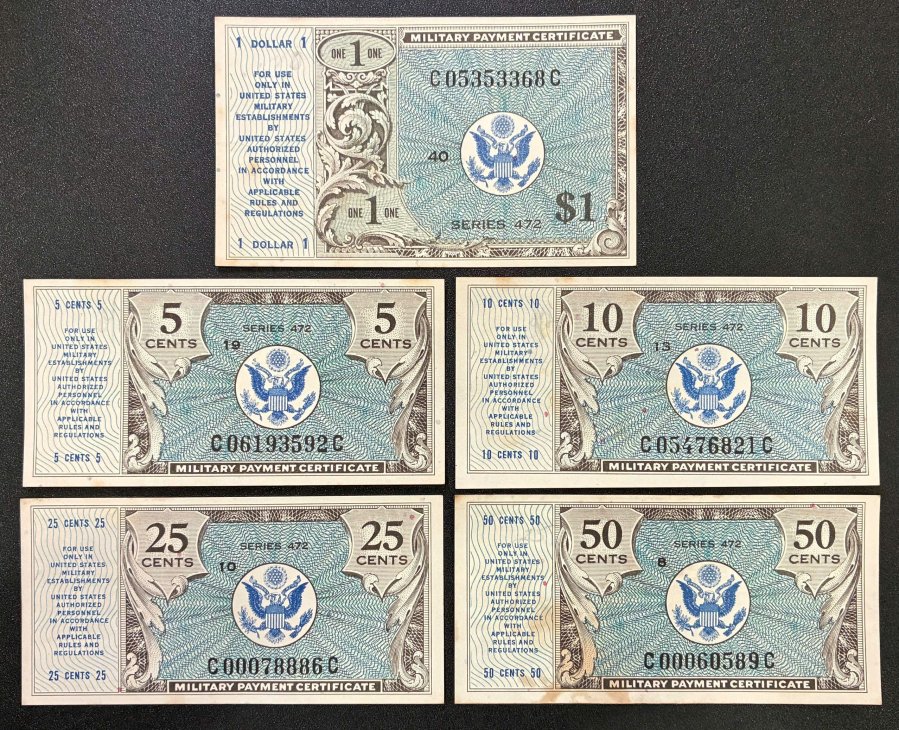 1 DOLLAR 1
FOR USE
ONLY IN
UNITED STATES
MILITARY
ESTABLISHMENTS
BY
UNITED STATES
AUTHORIZED
PERSONNEL
IN ACCORDANCE
WITH
APPLICABLE
RULES AND
REGULATIONS
1 DOLLAR 1
ONE 1 ONE
ONE 1 ONE
MILITARY PAYMENT CERTIFICATE
C05353368C
40
$1
SERIES 472
5 CENTS 5
FOR USE
ONLY IN
UNITED STATES
MILITARY
ESTABLISHMENTS
BY
UNITED STATES
AUTHORIZED
PERSONNEL
IN ACCORDANCE
WITH
APPLICABLE
RULES AND
REGULATIONS
5 CENTS 5
5
CENTS
SERIES 472
19
5
CENTS
C06193592C
MILITARY PAYMENT CERTIFICATE
10 CENTS 10
FOR USE
ONLY IN
UNITED STATES
MILITARY
ESTABLISHMENTS
BY
UNITED STATES
AUTHORIZED
PERSONNEL
IN ACCORDANCE
WITH
APPLICABLE
RULES AND
REGULATIONS
10 CENTS 10
10
CENTS
SERIES 472
13
10
CENTS
C05476821C
MILITARY PAYMENT CERTIFICATE
25 CENTS 25
FOR USE
ONLY IN
UNITED STATES
MILITARY
ESTABLISHMENTS
BY
UNITED STATES
AUTHORIZED
PERSONNEL
IN ACCORDANCE
WITH
APPLICABLE
RULES AND
REGULATIONS
25 CENTS 25
25
CENTS
SERIES 472
10
25
CENTS
C00078886C
MILITARY PAYMENT CERTIFICATE
50 CENTS 50
FOR USE
ONLY IN
UNITED STATES
MILITARY
ESTABLISHMENTS
BY
UNITED STATES
AUTHORIZED
PERSONNEL
IN ACCORDANCE
WITH
APPLICABLE
RULES AND
REGULATIONS
50 CENTS 50
50
CENTS
SERIES 472
8
50
CENTS
C00060589C
MILITARY PAYMENT CERTIFICATE